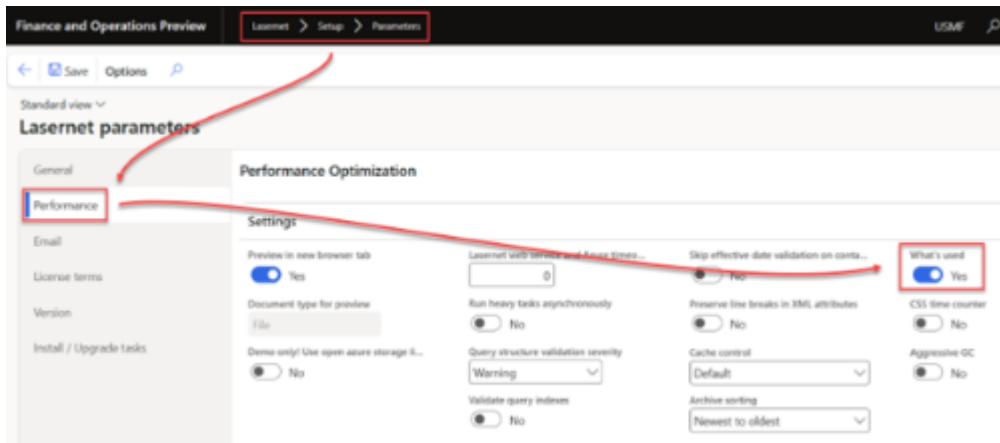 Finance and Operations Preview
Lasernet > Setup > Parameters
USMF
Save Options
Standard view
Lasernet parameters
General
Performance
Email
License terms
Version
Install / Upgrade tasks
Performance Optimization
Settings
Preview in new browser tab
Yes
Document type for preview
File
Demo only! Use open azure storage li...
No
Lasernet web service and Azure timeo...
0
Run heavy tasks asynchronously
No
Query structure validation severity
Warning
Validate query indexes
No
Skip effective date validation on conta...
No
Preserve line breaks in XML attributes
No
Cache control
Default
Archive sorting
Newest to oldest
What's used
Yes
CSS time counter
No
Aggressive GC
No